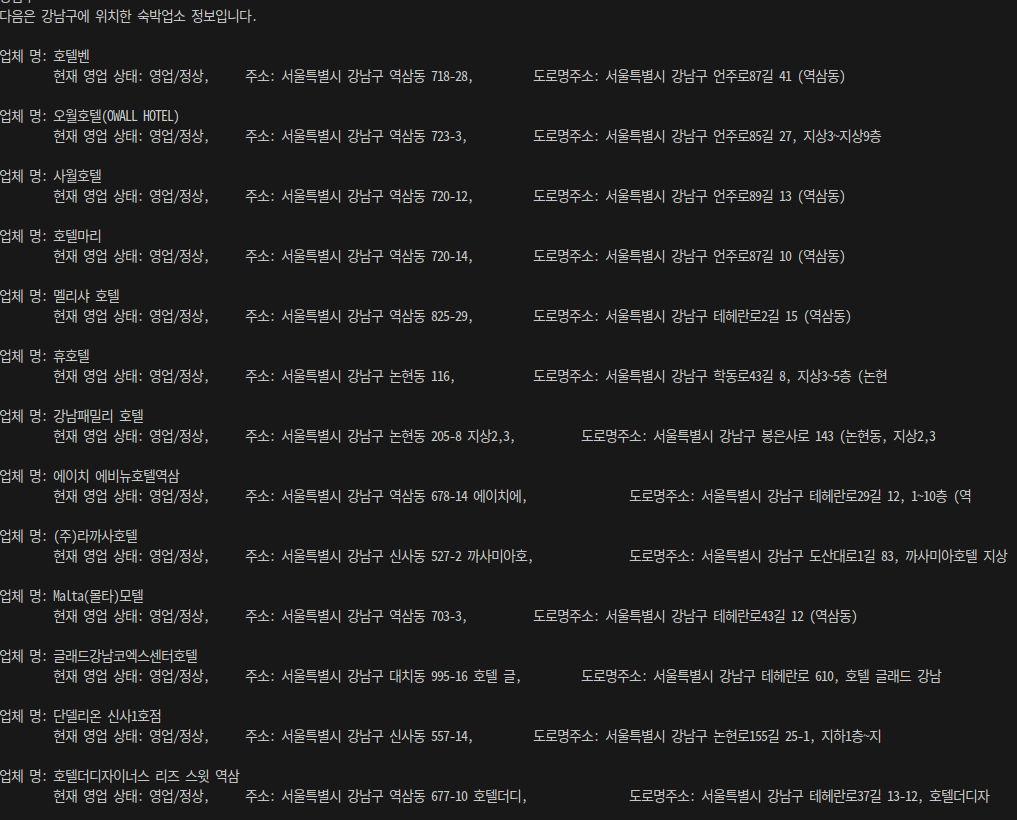 다음은 강남구에 위치한 숙박업소 정보입니다.
업체 명: 호텔벤
현재 영업 상태: 영업/정상, 주소: 서울특별시 강남구 역삼동 718-28, 도로명주소: 서울특별시 강남구 언주로87길 41 (역삼동)
업체 명: 오월호텔(OWALL HOTEL)
현재 영업 상태: 영업/정상, 주소: 서울특별시 강남구 역삼동 723-3, 도로명주소: 서울특별시 강남구 언주로85길 27, 지상3~지상9층
업체 명: 사월호텔
현재 영업 상태: 영업/정상, 주소: 서울특별시 강남구 역삼동 720-12, 도로명주소: 서울특별시 강남구 언주로89길 13 (역삼동)
업체 명: 호텔마리
현재 영업 상태: 영업/정상, 주소: 서울특별시 강남구 역삼동 720-14, 도로명주소: 서울특별시 강남구 언주로87길 10 (역삼동)
업체 명: 멜리샤 호텔
현재 영업 상태: 영업/정상, 주소: 서울특별시 강남구 역삼동 825-29, 도로명주소: 서울특별시 강남구 테헤란로2길 15 (역삼동)
업체 명: 휴호텔
현재 영업 상태: 영업/정상, 주소: 서울특별시 강남구 논현동 116, 도로명주소: 서울특별시 강남구 학동로43길 8, 지상3~5층 (논현
업체 명: 강남패밀리 호텔
현재 영업 상태: 영업/정상, 주소: 서울특별시 강남구 논현동 205-8 지상2,3, 도로명주소: 서울특별시 강남구 봉은사로 143 (논현동, 지상2,3
업체 명: 에이치 에비뉴호텔역삼
현재 영업 상태: 영업/정상, 주소: 서울특별시 강남구 역삼동 678-14 에이치에, 도로명주소: 서울특별시 강남구 테헤란로29길 12, 1~10층 (역
업체 명: (주)라까사호텔
현재 영업 상태: 영업/정상, 주소: 서울특별시 강남구 신사동 527-2 까사미아호, 도로명주소: 서울특별시 강남구 도산대로1길 83, 까사미아호텔 지상
업체 명: Malta(몰타)모텔
현재 영업 상태: 영업/정상, 주소: 서울특별시 강남구 역삼동 703-3, 도로명주소: 서울특별시 강남구 테헤란로43길 12 (역삼동)
업체 명: 글래드강남코엑스센터호텔
현재 영업 상태: 영업/정상, 주소: 서울특별시 강남구 대치동 995-16 호텔 글, 도로명주소: 서울특별시 강남구 테헤란로 610, 호텔 글래드 강남
업체 명: 단델리온 신사1호점
현재 영업 상태: 영업/정상, 주소: 서울특별시 강남구 신사동 557-14, 도로명주소: 서울특별시 강남구 논현로155길 25-1, 지하1층~지
업체 명: 호텔더디자이너스 리즈 스윗 역삼
현재 영업 상태: 영업/정상, 주소: 서울특별시 강남구 역삼동 677-10 호텔더디, 도로명주소: 서울특별시 강남구 테헤란로37길 13-12, 호텔더디자